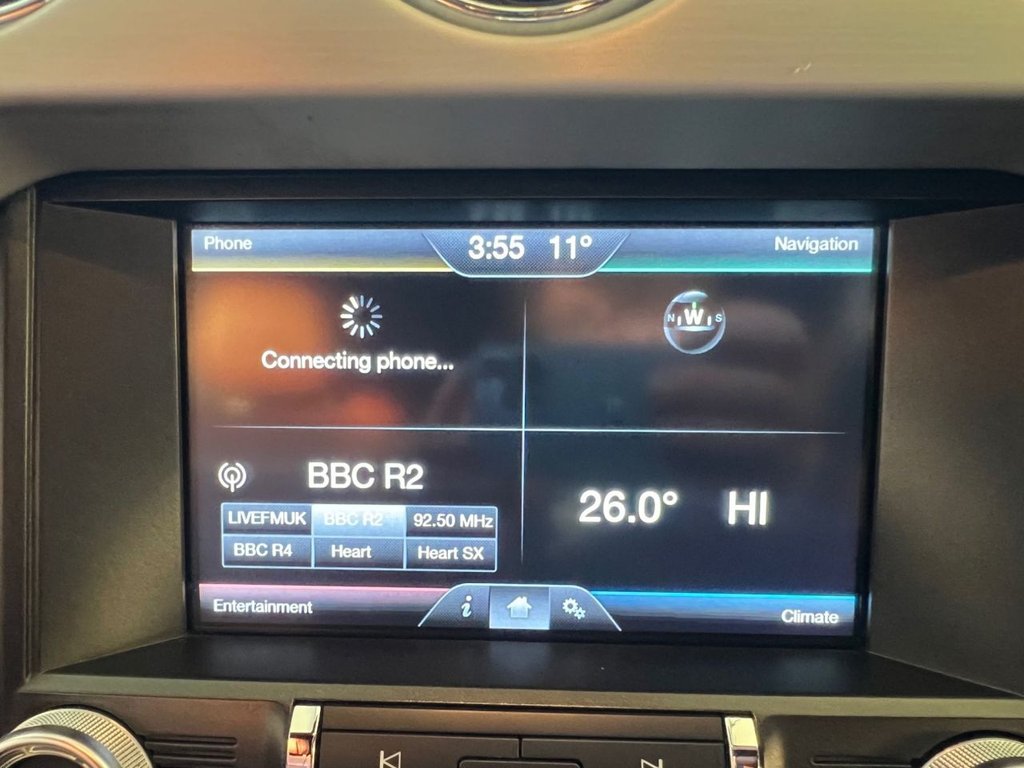 Phone
3:55 11°
Navigation
Connecting phone...
N W S
BBC R2
LIVEFMUK BBC R2 92.50 MHz
BBC R4 Heart Heart SX
26.0° HI
Entertainment
i
Climate